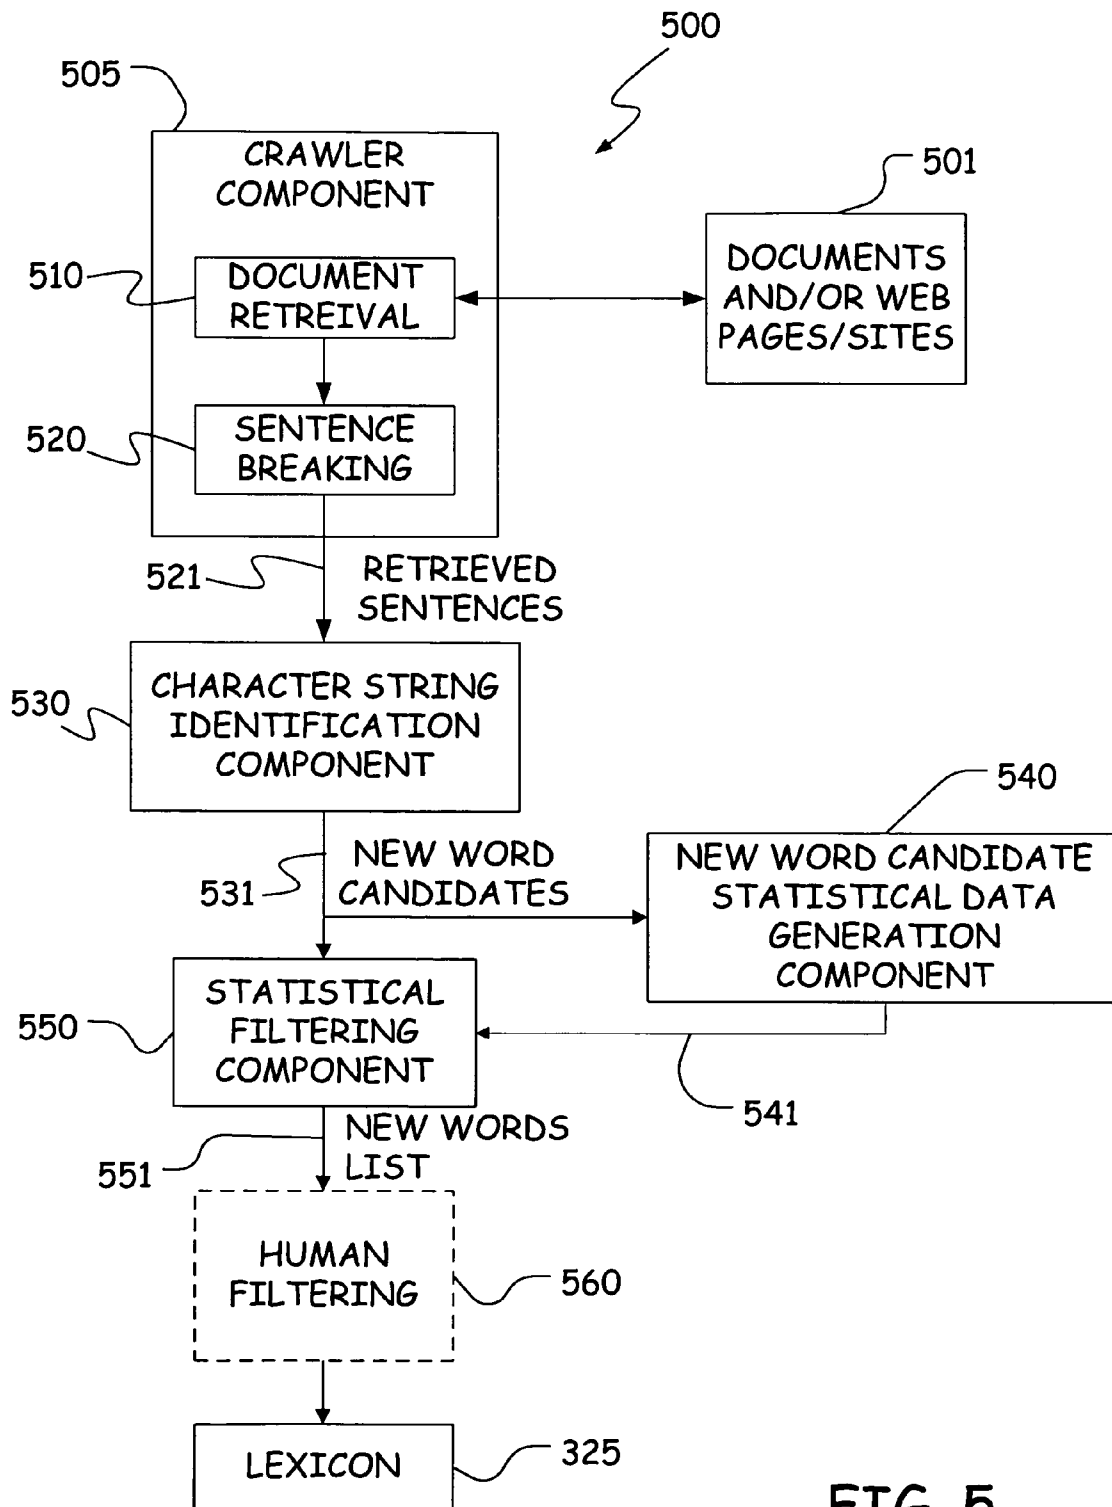 500
505
CRAWLER
COMPONENT
501
510
DOCUMENT
RETREIVAL
DOCUMENTS
AND/OR WEB
PAGES/SITES
520
SENTENCE
BREAKING
521
RETRIEVED
SENTENCES
530
CHARACTER STRING
IDENTIFICATION
COMPONENT
540
531
NEW WORD
CANDIDATES
NEW WORD CANDIDATE
STATISTICAL DATA
GENERATION
COMPONENT
550
STATISTICAL
FILTERING
COMPONENT
541
551
NEW WORDS
LIST
HUMAN
FILTERING
560
LEXICON
325
FIG. 5